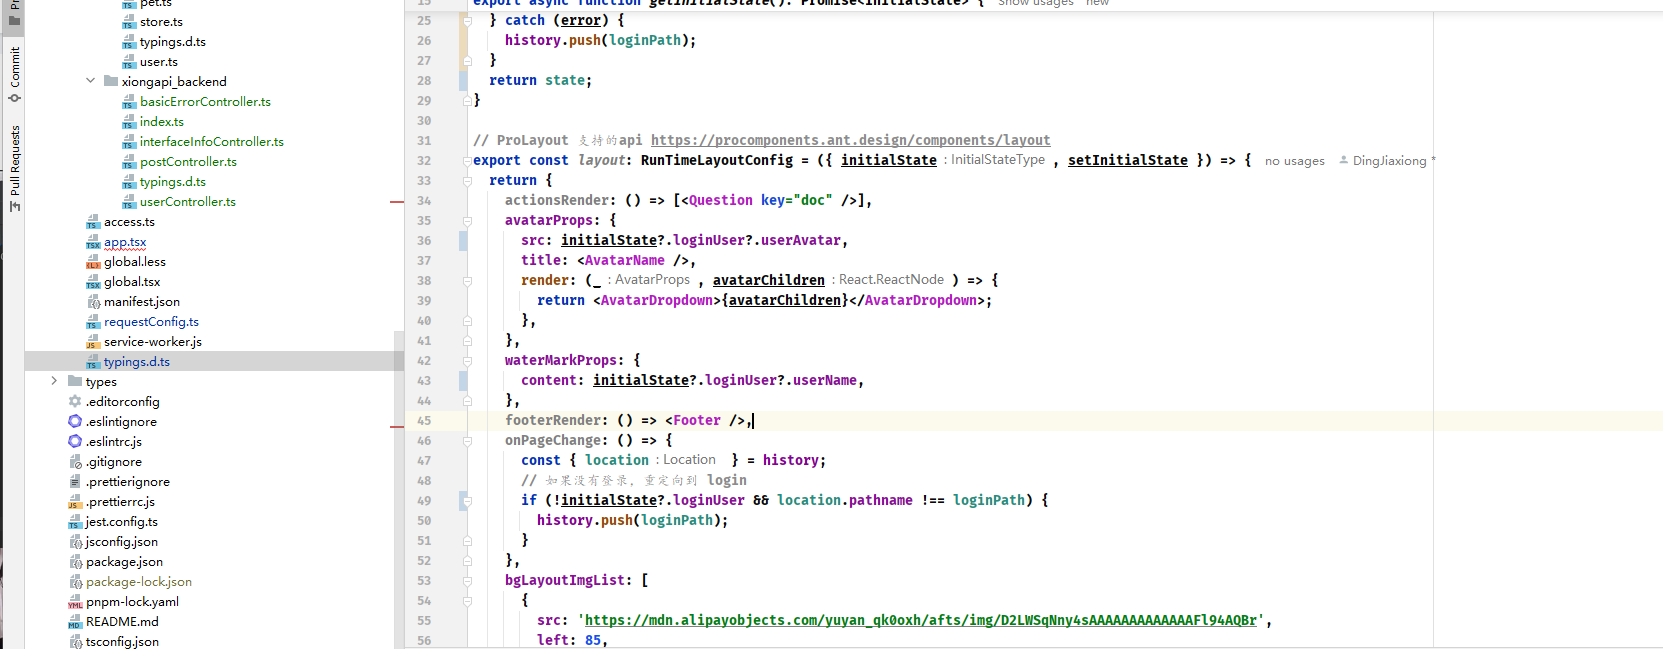 Commit
Pull Requests
pet.ts
store.ts
typings.d.ts
user.ts
xiongapi_backend
basicErrorController.ts
index.ts
interfaceInfoController.ts
postController.ts
typings.d.ts
userController.ts
access.ts
app.tsx
global.less
global.tsx
manifest.json
requestConfig.ts
service-worker.js
typings.d.ts
types
.editorconfig
.eslintignore
.eslintrc.js
.gitignore
.prettierignore
.prettierrc.js
jest.config.ts
jsconfig.json
package.json
package-lock.json
pnpm-lock.yaml
README.md
tsconfig.json
15 export async function getInitialState(): Promise<InitialState> { Show usages new
25 } catch (error) {
26 history.push(loginPath);
27 }
28 return state;
29 }
30
31 // ProLayout 支持的api https://procomponents.ant.design/components/layout
32 export const layout: RunTimeLayoutConfig = ({ initialState : InitialStateType , setInitialState }) => { no usages DingJiaxiong *
33 return {
34 actionsRender: () => [<Question key="doc" />],
35 avatarProps: {
36 src: initialState?.loginUser?.userAvatar,
37 title: <AvatarName />,
38 render: (_ : AvatarProps , avatarChildren : React.ReactNode ) => {
39 return <AvatarDropdown>{avatarChildren}</AvatarDropdown>;
40 },
41 },
42 waterMarkProps: {
43 content: initialState?.loginUser?.userName,
44 },
45 footerRender: () => <Footer />,
46 onPageChange: () => {
47 const { location : Location } = history;
48 // 如果没有登录，重定向到 login
49 if (!initialState?.loginUser && location.pathname !== loginPath) {
50 history.push(loginPath);
51 }
52 },
53 bgLayoutImgList: [
54 {
55 src: 'https://mdn.alipayobjects.com/yuyan_qk0oxh/afts/img/D2LWSqNny4sAAAAAAAAAAAAAFl94AQBr',
56 left: 85,